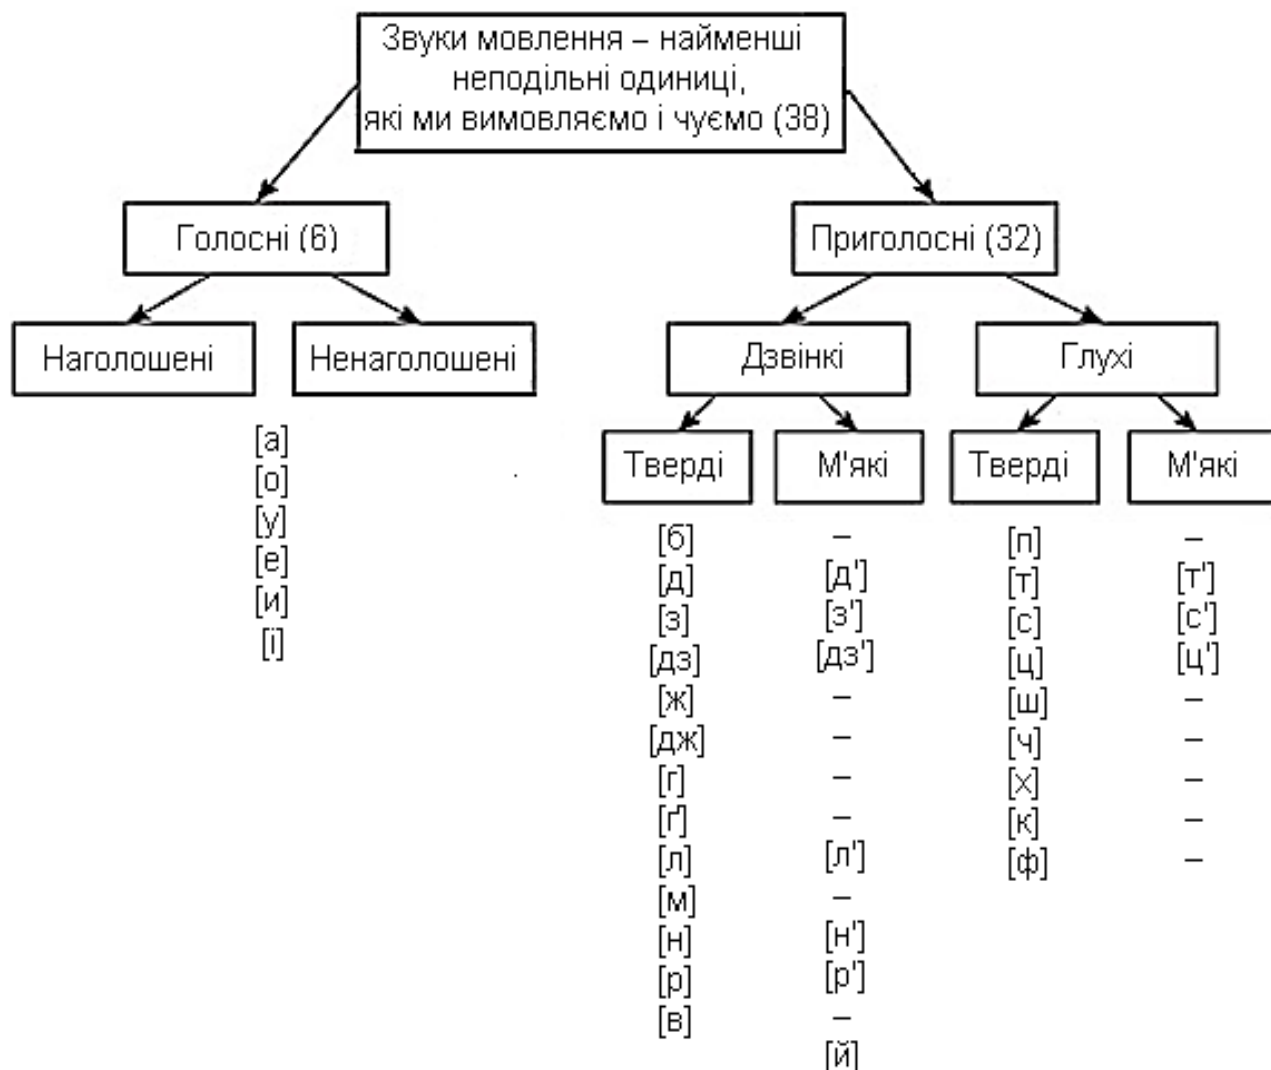 Звуки мовлення – найменші
неподільні одиниці,
які ми вимовляємо і чуємо (38)
Голосні (6)
Приголосні (32)
Наголошені
Ненаголошені
Дзвінкі
Глухі
Тверді
М'які
Тверді
М'які
[а]
[о]
[у]
[е]
[и]
[і]
[б] – [п] –
[д] [д'] [т] [т']
[з] [з'] [с] [с']
[дз] [дз'] [ц] [ц']
[ж] – [ш] –
[дж] – [ч] –
[г] – [х] –
[ґ] – [к] –
[л] [л'] [ф] –
[м] –
[н] [н']
[р] [р']
[в] –
[й]